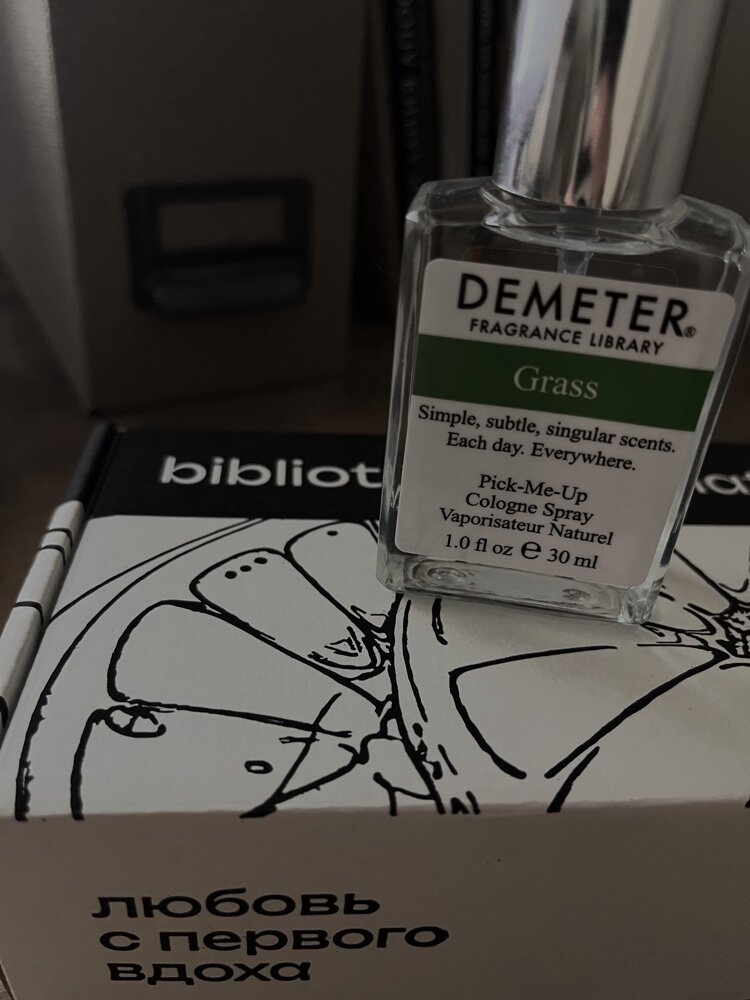 DEMETER®
FRAGRANCE LIBRARY
Grass
Simple, subtle, singular scents.
Each day. Everywhere.
Pick-Me-Up
Cologne Spray
Vaporisateur Naturel
1.0 fl oz ℮ 30 ml
bibliot
любовь
с первого
вдоха